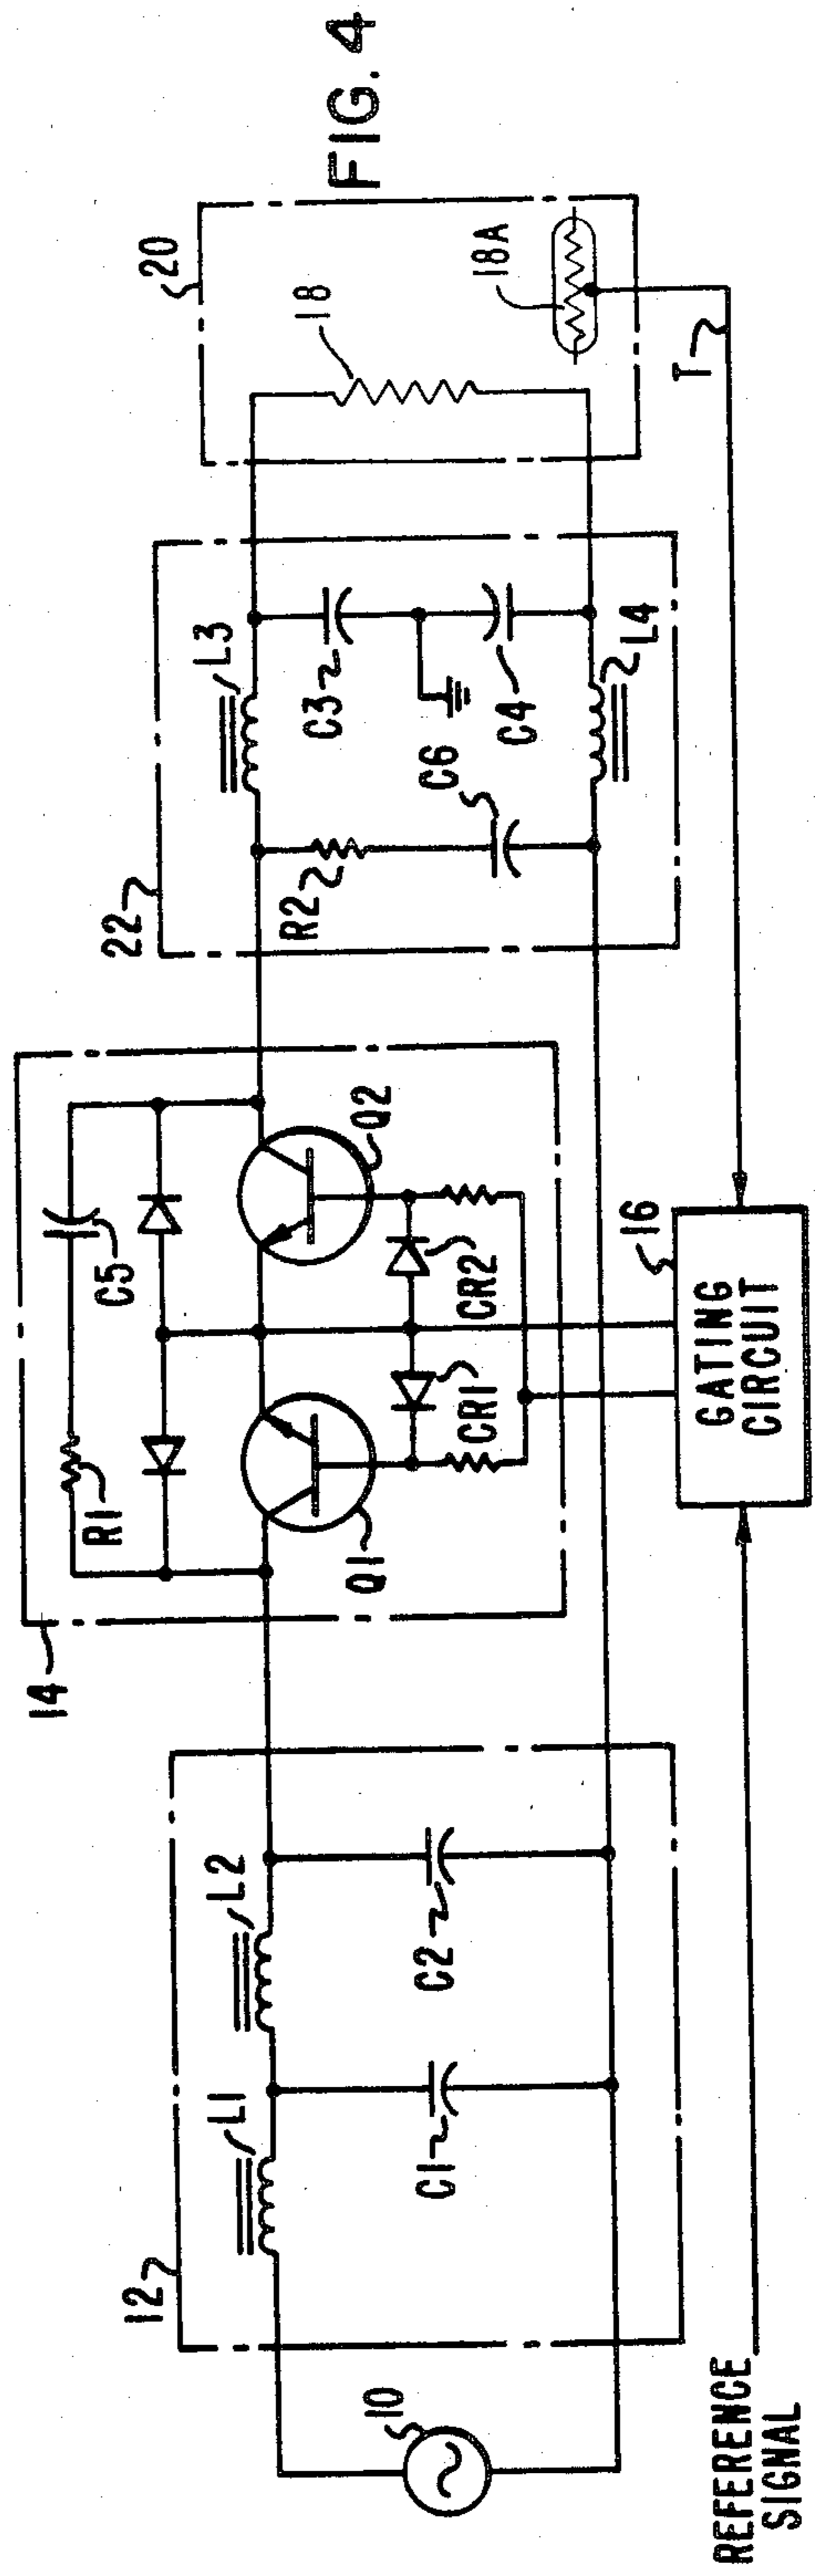 FIG. 4
12
L1
L2
C1
C2
10
14
R1
C5
Q1
Q2
CR1
CR2
22
L3
R2
C3
C6
C4
L4
20
18
18A
T
16
GATING
CIRCUIT
REFERENCE
SIGNAL